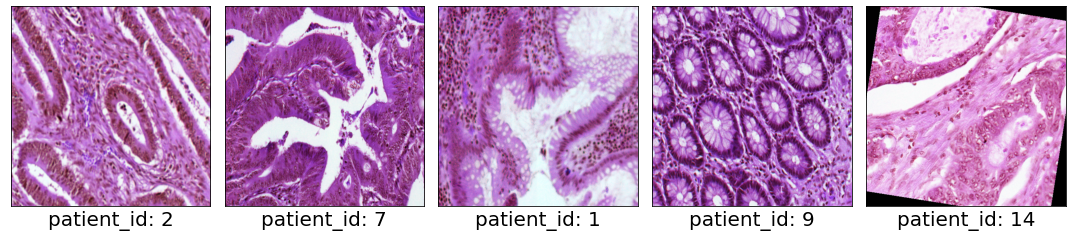 patient_id: 2
patient_id: 7
patient_id: 1
patient_id: 9
patient_id: 14